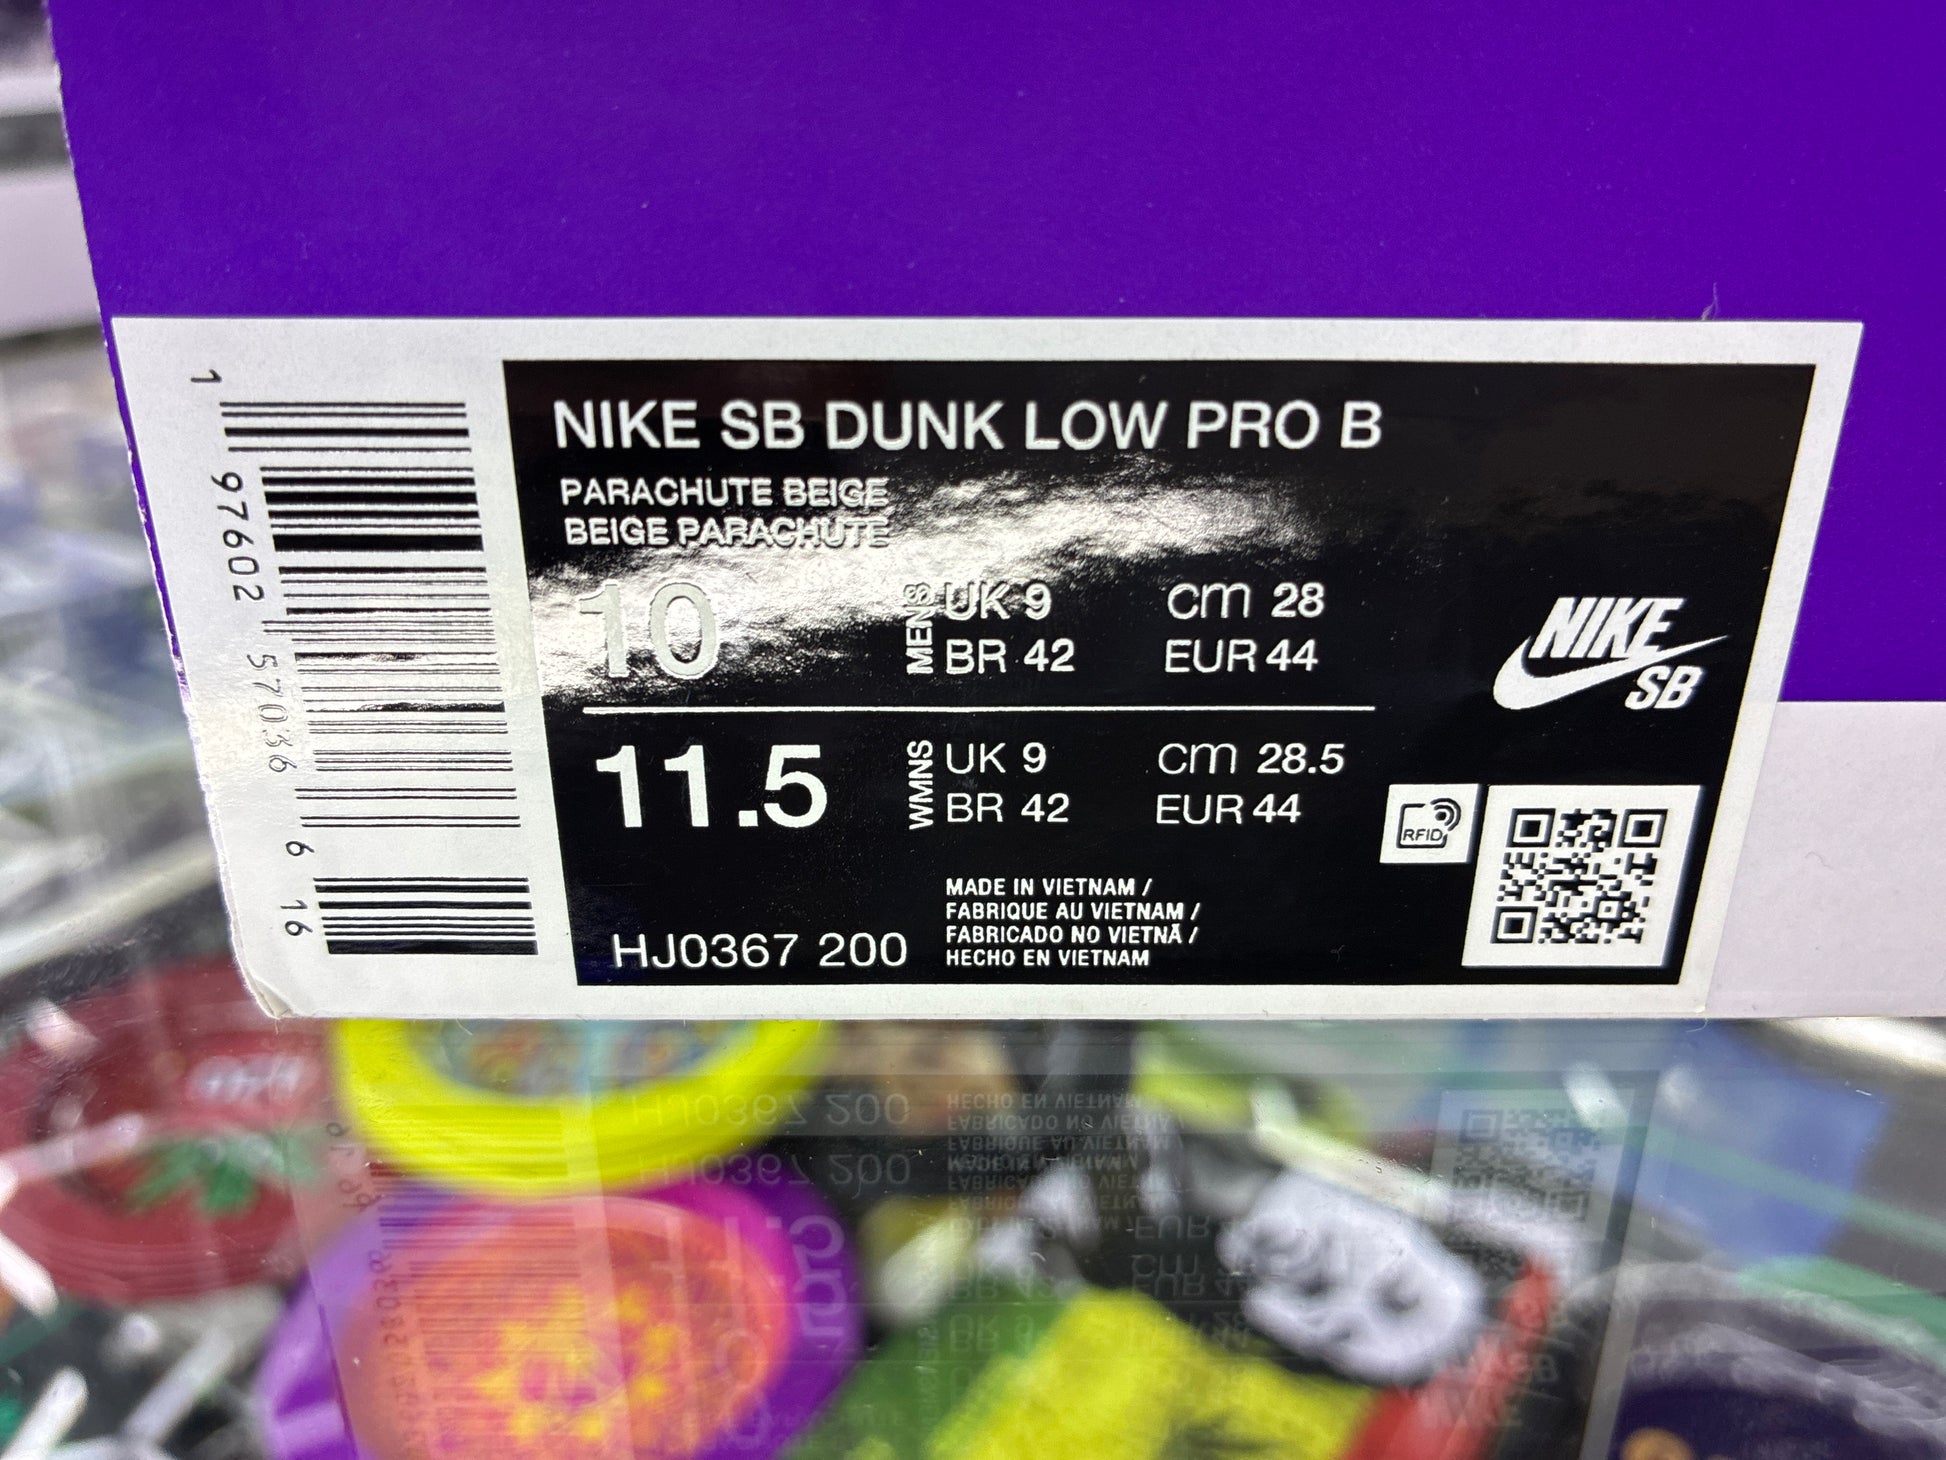 NIKE SB DUNK LOW PRO B
PARACHUTE BEIGE
BEIGE PARACHUTE
10
MENS
UK 9
cm 28
BR 42
EUR 44
11.5
WMNS
UK 9
cm 28.5
BR 42
EUR 44
NIKE
SB
RFID
MADE IN VIETNAM /
FABRIQUE AU VIETNAM /
FABRICADO NO VIETNÃ /
HECHO EN VIETNAM
HJ0367 200
1 97602 57036 6 16